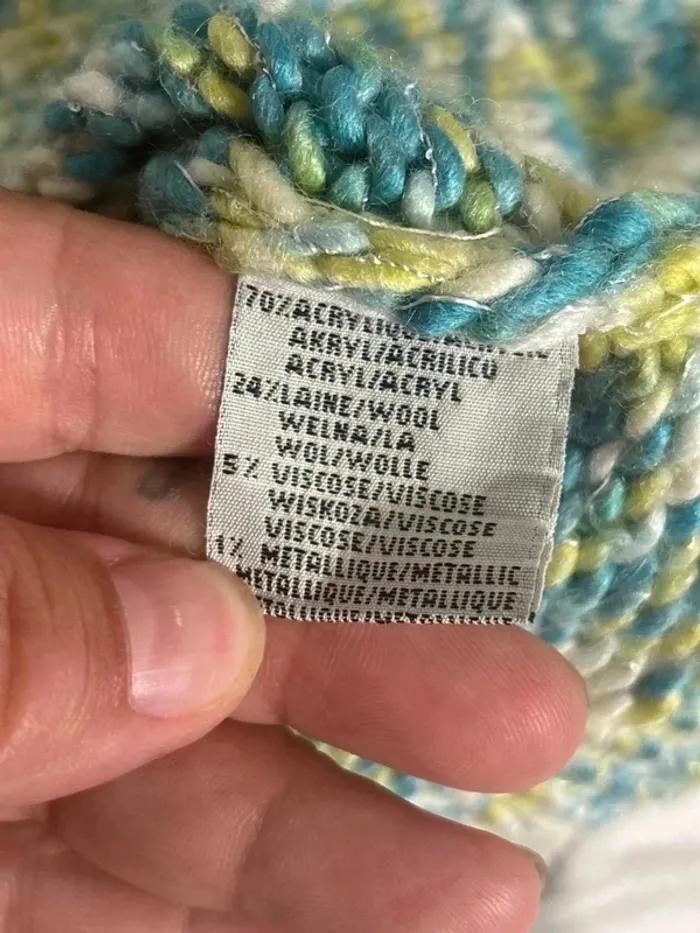 70%ACRYLIQUE/ACRYLIC
AKRYL/ACRILICO
ACRYL/ACRYL
24%LAINE/WOOL
WELNA/LA
WOL/WOLLE
5% VISCOSE/VISCOSE
WISKOZA/VISCOSE
VISCOSE/VISCOSE
1% METALLIQUE/METALLIC
METALLIQUE/METALLIQUE